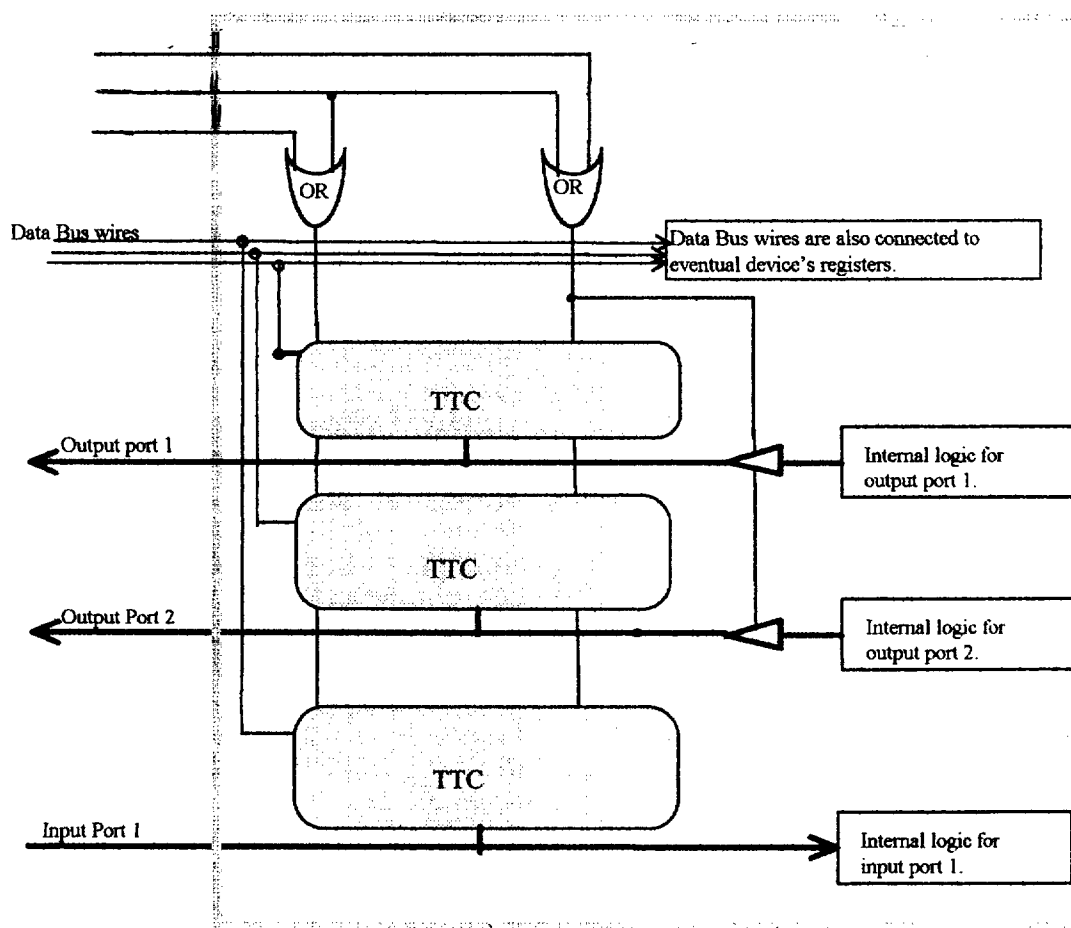 OR
OR
Data Bus wires
Data Bus wires are also connected to
eventual device's registers.
TTC
Output port 1
Internal logic for
output port 1.
TTC
Output Port 2
Internal logic for
output port 2.
TTC
Input Port 1
Internal logic for
input port 1.